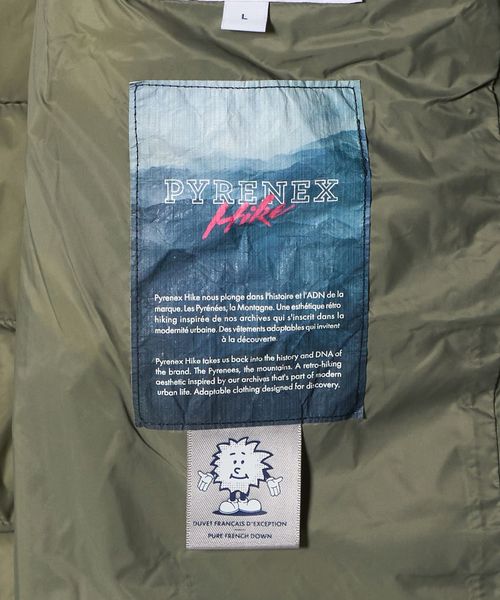 L
PYRENEX
Hike
Pyrenex Hike nous plonge dans l'histoire et l'ADN de la
marque. Les Pyrénées, la Montagne. Une esthétique rétro
hiking inspirée de nos archives qui s'inscrit dans la
modernité urbaine. Des vêtements adaptables qui invitent
à la découverte.
Pyrenex Hike takes us back into the history and DNA of
the brand. The Pyrenees, the mountains. A retro-hiking
aesthetic inspired by our archives that's part of modern
urban life. Adaptable clothing designed for discovery.
DUVET FRANÇAIS D'EXCEPTION
PURE FRENCH DOWN